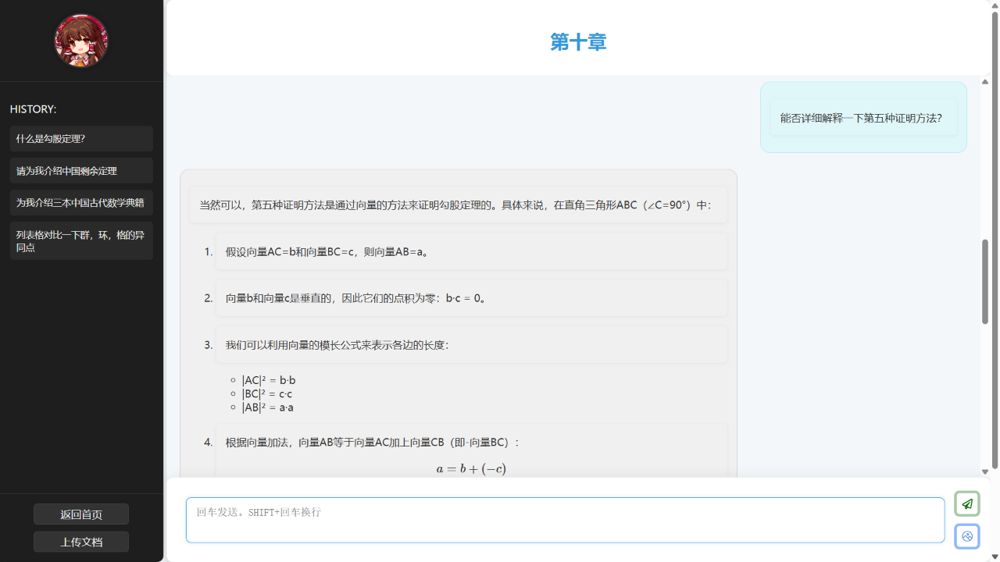 第十章
HISTORY:
什么是勾股定理？
请为我介绍中国剩余定理
为我介绍三本中国古代数学典籍
列表格对比一下群，环，格的异
同点
返回首页
上传文档
能否详细解释一下第五种证明方法？
当然可以，第五种证明方法是通过向量的方法来证明勾股定理的。具体来说，在直角三角形ABC（∠C=90°）中：
1. 假设向量AC=b和向量BC=c，则向量AB=a。
2. 向量b和向量c是垂直的，因此它们的点积为零：b·c = 0。
3. 我们可以利用向量的模长公式来表示各边的长度：
|AC|² = b·b
|BC|² = c·c
|AB|² = a·a
4. 根据向量加法，向量AB等于向量AC加上向量CB（即-向量BC）：
a = b + (−c)
回车发送。SHIFT+回车换行